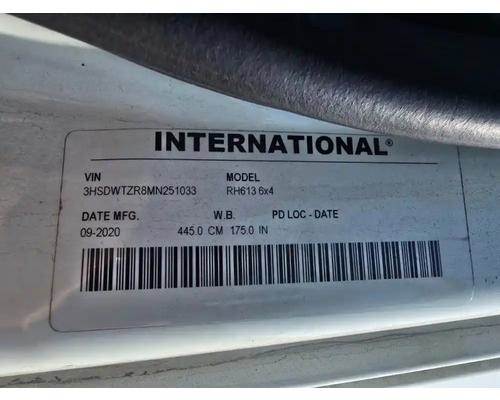 INTERNATIONAL®
VIN MODEL
3HSDWTZR8MN251033 RH613 6x4
DATE MFG. W.B. PD LOC - DATE
09-2020 445.0 CM 175.0 IN